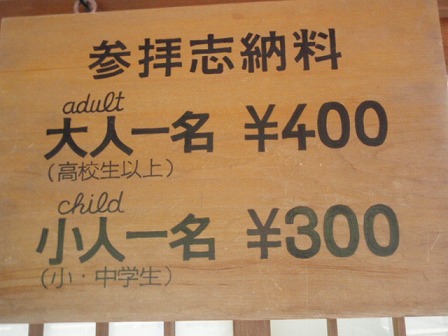 参拝志納料
adult
大人一名 ¥400
(高校生以上)
child
小人一名 ¥300
(小・中学生)